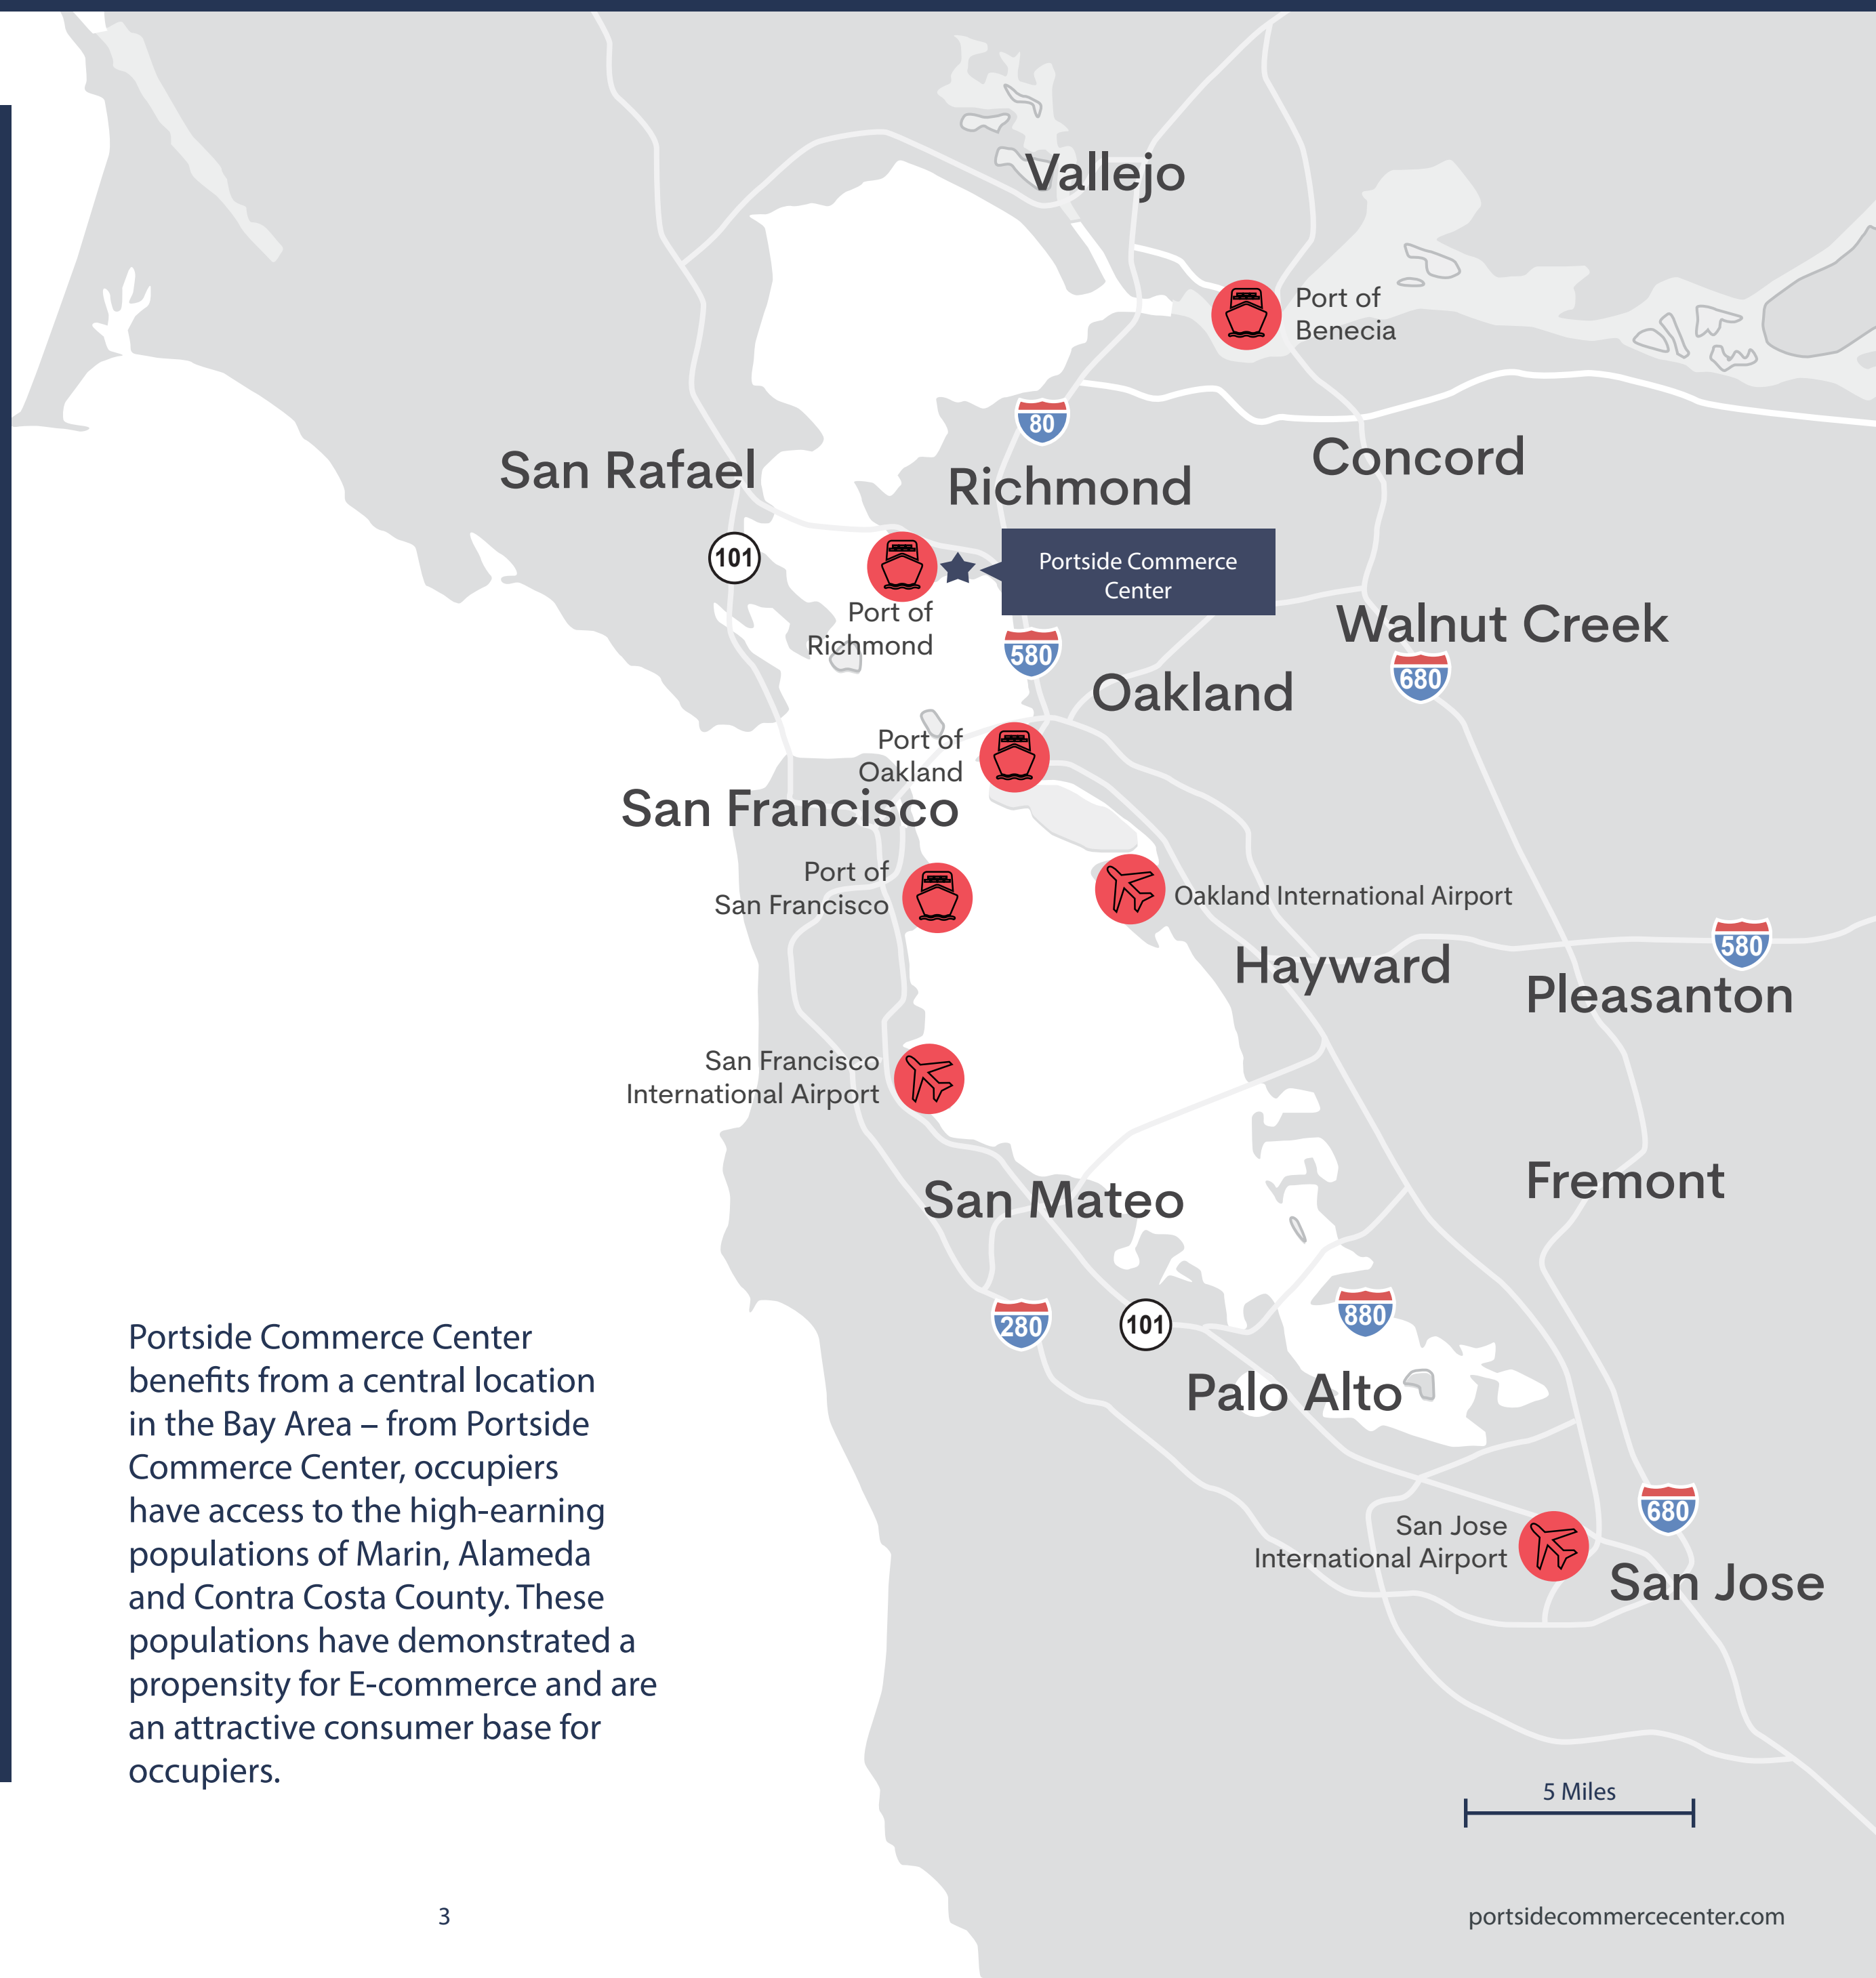 Vallejo
Port of
Benecia
80
San Rafael
Richmond
Concord
101
Portside Commerce
Center
Port of
Richmond
580
Walnut Creek
680
Oakland
Port of
Oakland
San Francisco
Port of
San Francisco
Oakland International Airport
Hayward
580
Pleasanton
San Francisco
International Airport
San Mateo
Fremont
280
101
880
Palo Alto
680
San Jose
International Airport
San Jose
Portside Commerce Center
benefits from a central location
in the Bay Area – from Portside
Commerce Center, occupiers
have access to the high-earning
populations of Marin, Alameda
and Contra Costa County. These
populations have demonstrated a
propensity for E-commerce and are
an attractive consumer base for
occupiers.
5 Miles
3
portsidecommercecenter.com